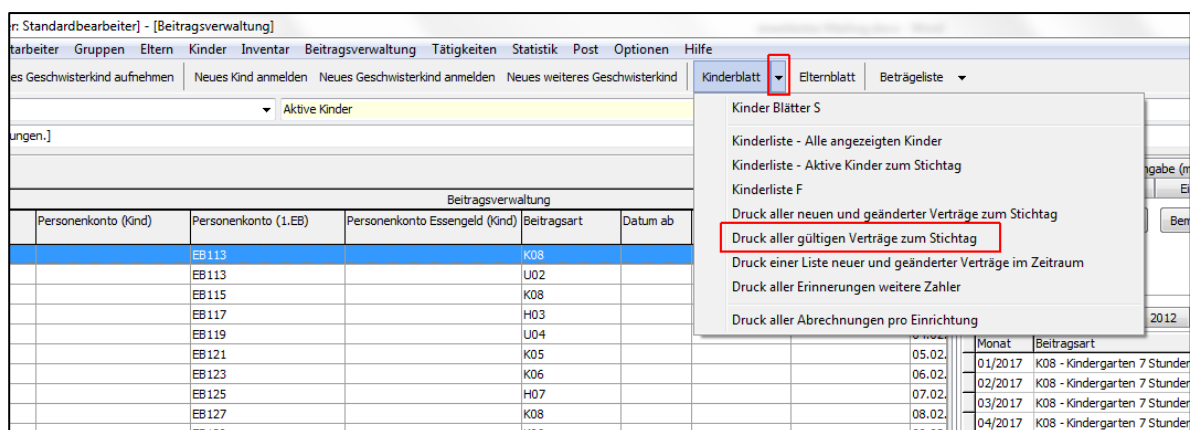 r: Standardbearbeiter] - [Beitragsverwaltung]
tarbeiter Gruppen Eltern Kinder Inventar Beitragsverwaltung Tätigkeiten Statistik Post Optionen Hilfe
es Geschwisterkind aufnehmen Neues Kind anmelden Neues Geschwisterkind anmelden Neues weiteres Geschwisterkind Kinderblatt Elternblatt Beträgeliste
Aktive Kinder
Kinder Blätter S
ungen.]
Kinderliste - Alle angezeigten Kinder
Kinderliste - Aktive Kinder zum Stichtag
ngabe (m
Kinderliste F
Ei
Beitragsverwaltung
Personenkonto (Kind) Personenkonto (1.EB) Personenkonto Essengeld (Kind) Beitragsart Datum ab
Druck aller neuen und geänderter Verträge zum Stichtag
Bem
Druck aller gültigen Verträge zum Stichtag
Druck einer Liste neuer und geänderter Verträge im Zeitraum
Druck aller Erinnerungen weitere Zahler
Druck aller Abrechnungen pro Einrichtung
2012
EB113 K08
EB113 U02
EB115 K08
EB117 H03
EB119 U04 04.02.
EB121 K05 05.02.
EB123 K06 06.02.
EB125 H07 07.02.
EB127 K08 08.02.
Monat Beitragsart
01/2017 K08 - Kindergarten 7 Stunden
02/2017 K08 - Kindergarten 7 Stunden
03/2017 K08 - Kindergarten 7 Stunden
04/2017 K08 - Kindergarten 7 Stunden